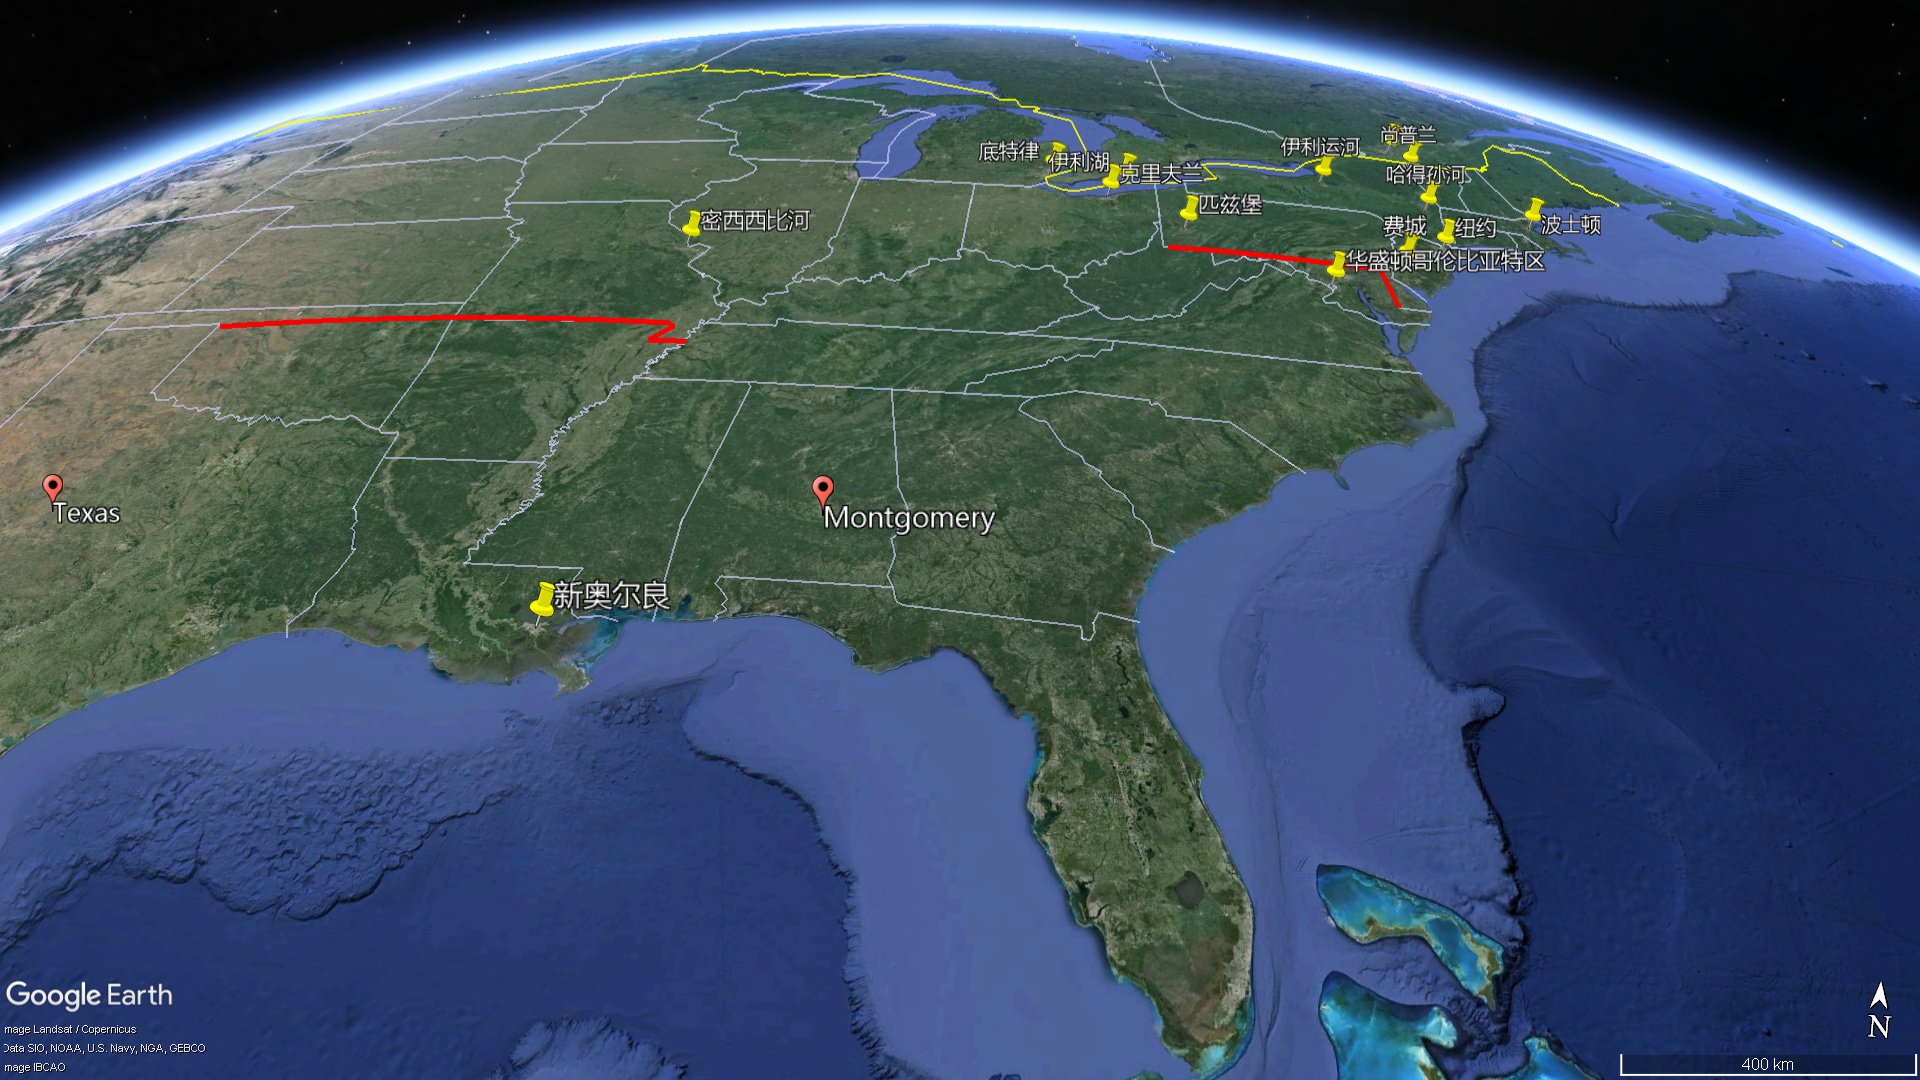 尚普兰
伊利运河
底特律
伊利湖
克里夫兰
哈得孙河
匹兹堡
密西西比河
费城
纽约
波士顿
华盛顿哥伦比亚特区
Texas
Montgomery
新奥尔良
Google Earth
mage Landsat / Copernicus
Data SIO, NOAA, U.S. Navy, NGA, GEBCO
mage IBCAO
N
400 km